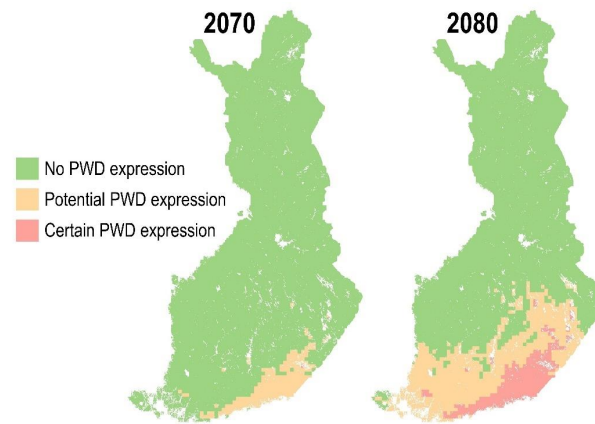 2070
2080
No PWD expression
Potential PWD expression
Certain PWD expression